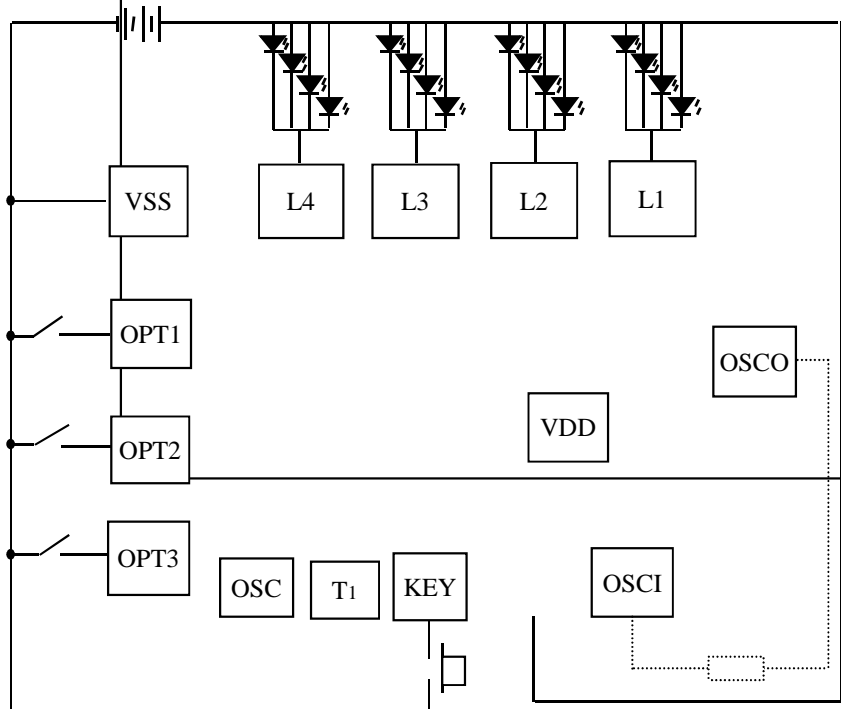 VSS
L4
L3
L2
L1
OPT1
OSCO
OPT2
VDD
OPT3
OSC
T1
KEY
OSCI